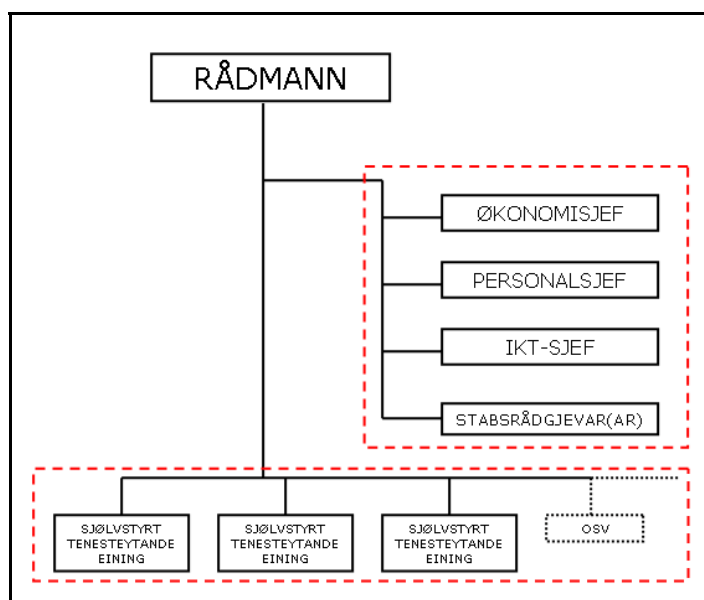 RÅDMANN
ØKONOMISJEF
PERSONALSJEF
IKT-SJEF
STABSRÅDGJEVAR(AR)
SJØLVSTYRT
TENESTEYTANDE
EINING
SJØLVSTYRT
TENESTEYTANDE
EINING
SJØLVSTYRT
TENESTEYTANDE
EINING
OSV